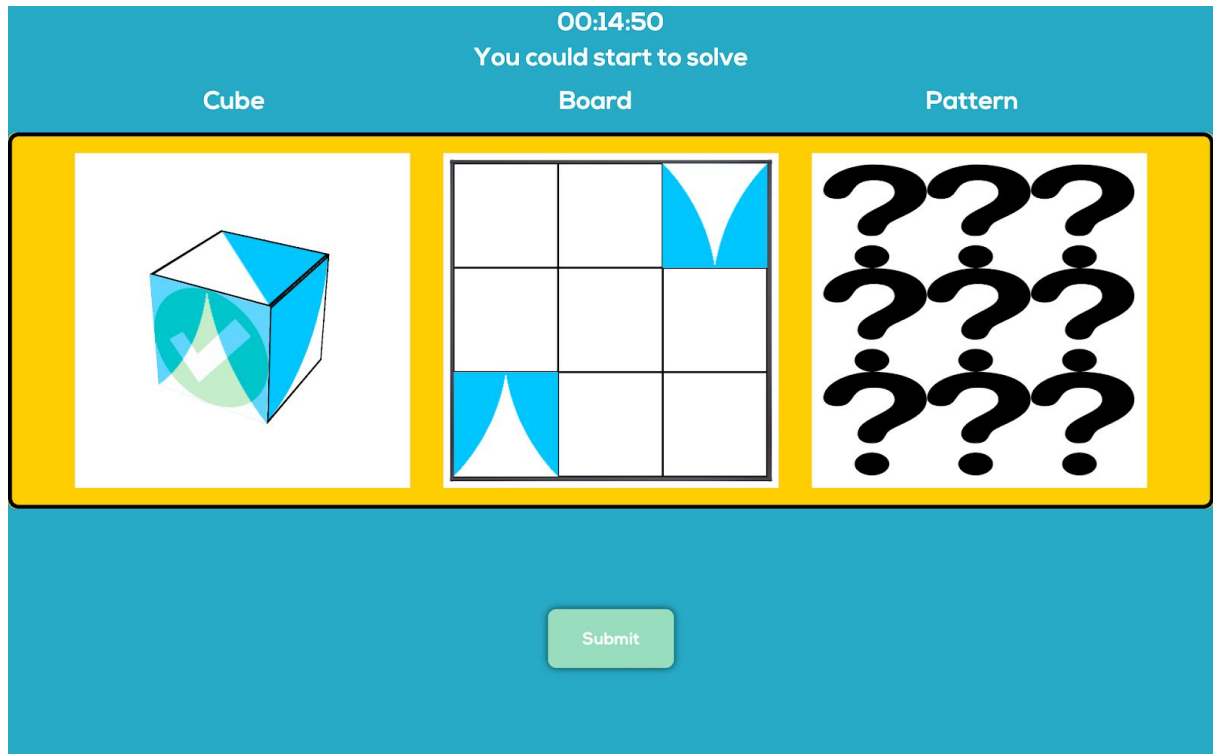 00:14:50
You could start to solve
Cube Board Pattern
? ? ?
? ? ?
? ? ?
Submit